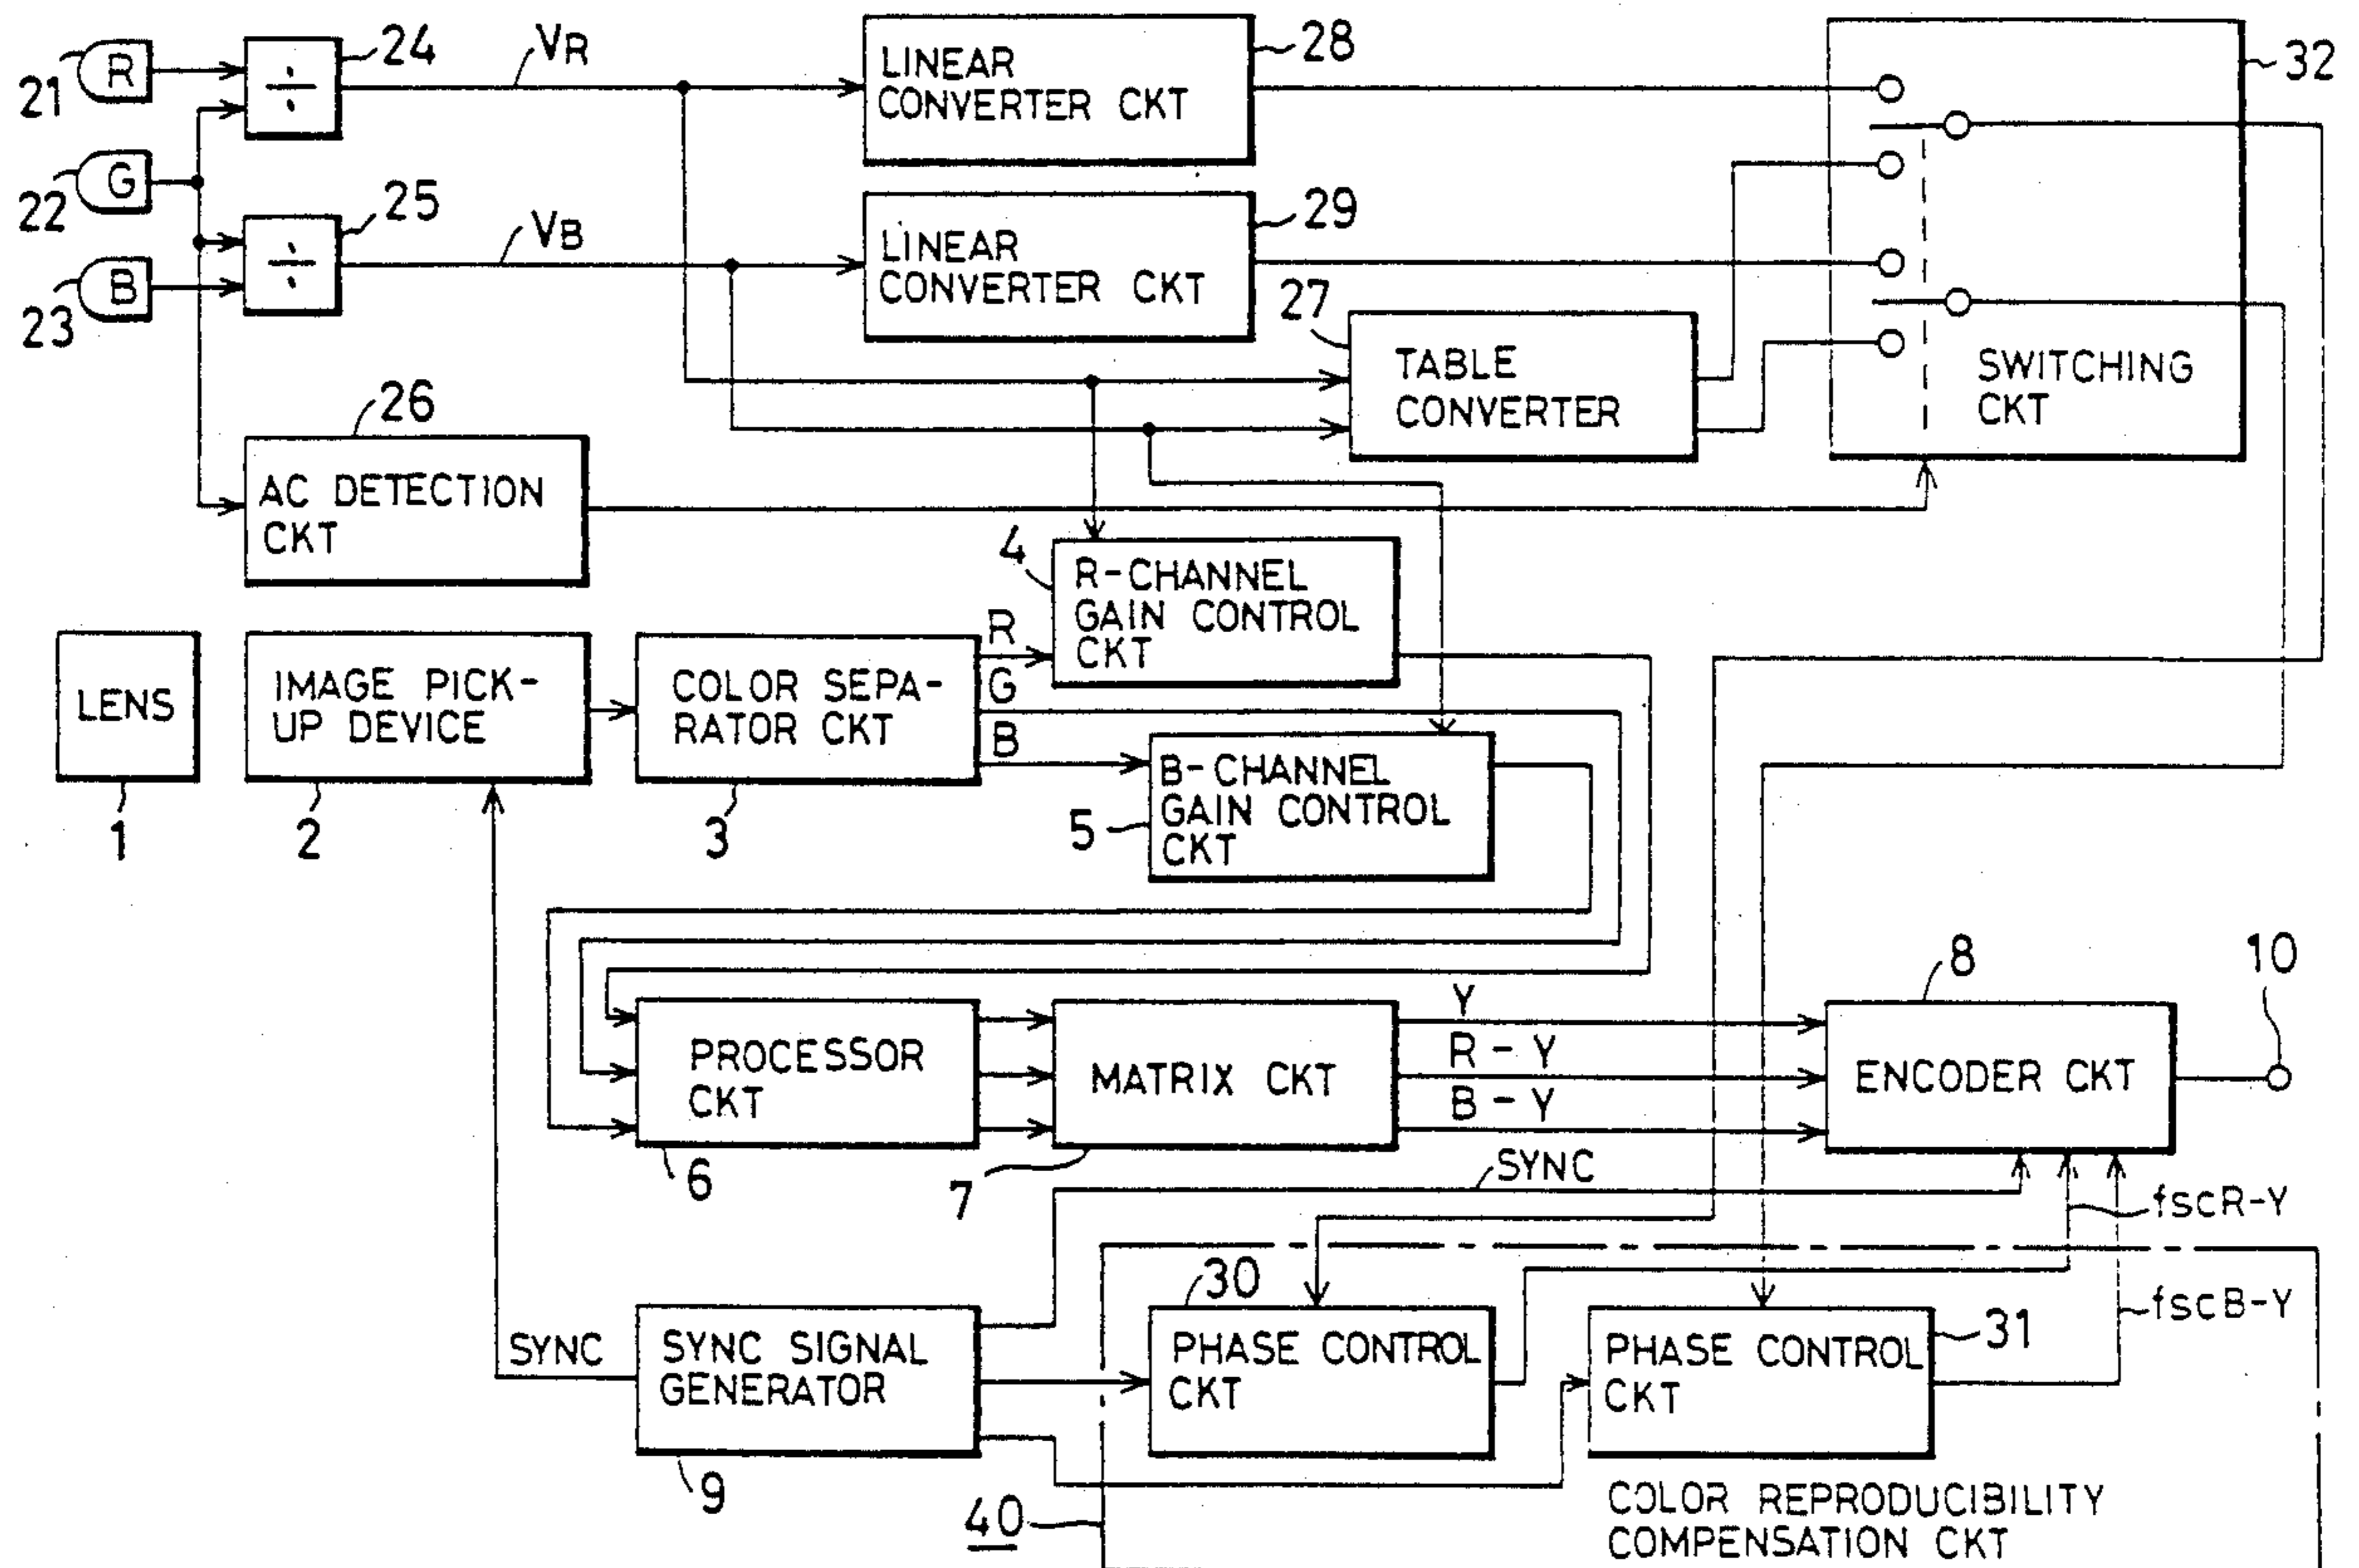 R
21
24
VR
LINEAR
CONVERTER CKT
28
32
G
22
25
VB
LINEAR
CONVERTER CKT
29
B
23
27
TABLE
CONVERTER
SWITCHING
CKT
26
AC DETECTION
CKT
4
R-CHANNEL
GAIN CONTROL
CKT
LENS
1
IMAGE PICK-
UP DEVICE
2
COLOR SEPA-
RATOR CKT
3
R
G
B
B-CHANNEL
GAIN CONTROL
CKT
5
8
10
PROCESSOR
CKT
6
MATRIX CKT
7
Y
R-Y
B-Y
ENCODER CKT
SYNC
fscR-Y
30
fscB-Y
SYNC
SYNC SIGNAL
GENERATOR
9
PHASE CONTROL
CKT
PHASE CONTROL
CKT
31
40
COLOR REPRODUCIBILITY
COMPENSATION CKT